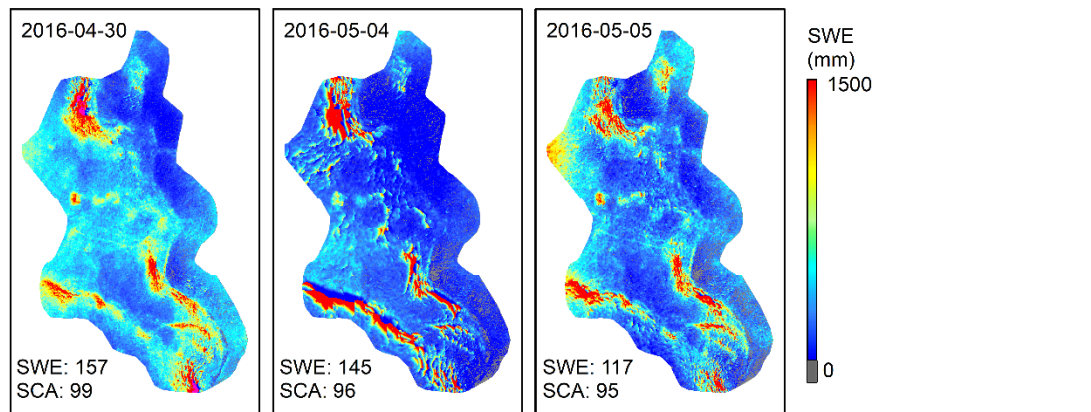 2016-04-30
SWE: 157
SCA: 99
2016-05-04
SWE: 145
SCA: 96
2016-05-05
SWE: 117
SCA: 95
SWE
(mm)
1500
0